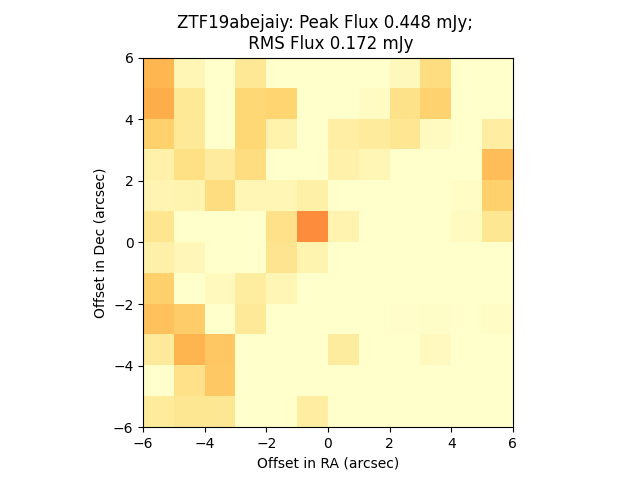 ZTF19abejaiy: Peak Flux 0.448 mJy;
RMS Flux 0.172 mJy
6
4
2
0
−2
−4
−6
Offset in Dec (arcsec)
−6 −4 −2 0 2 4 6
Offset in RA (arcsec)